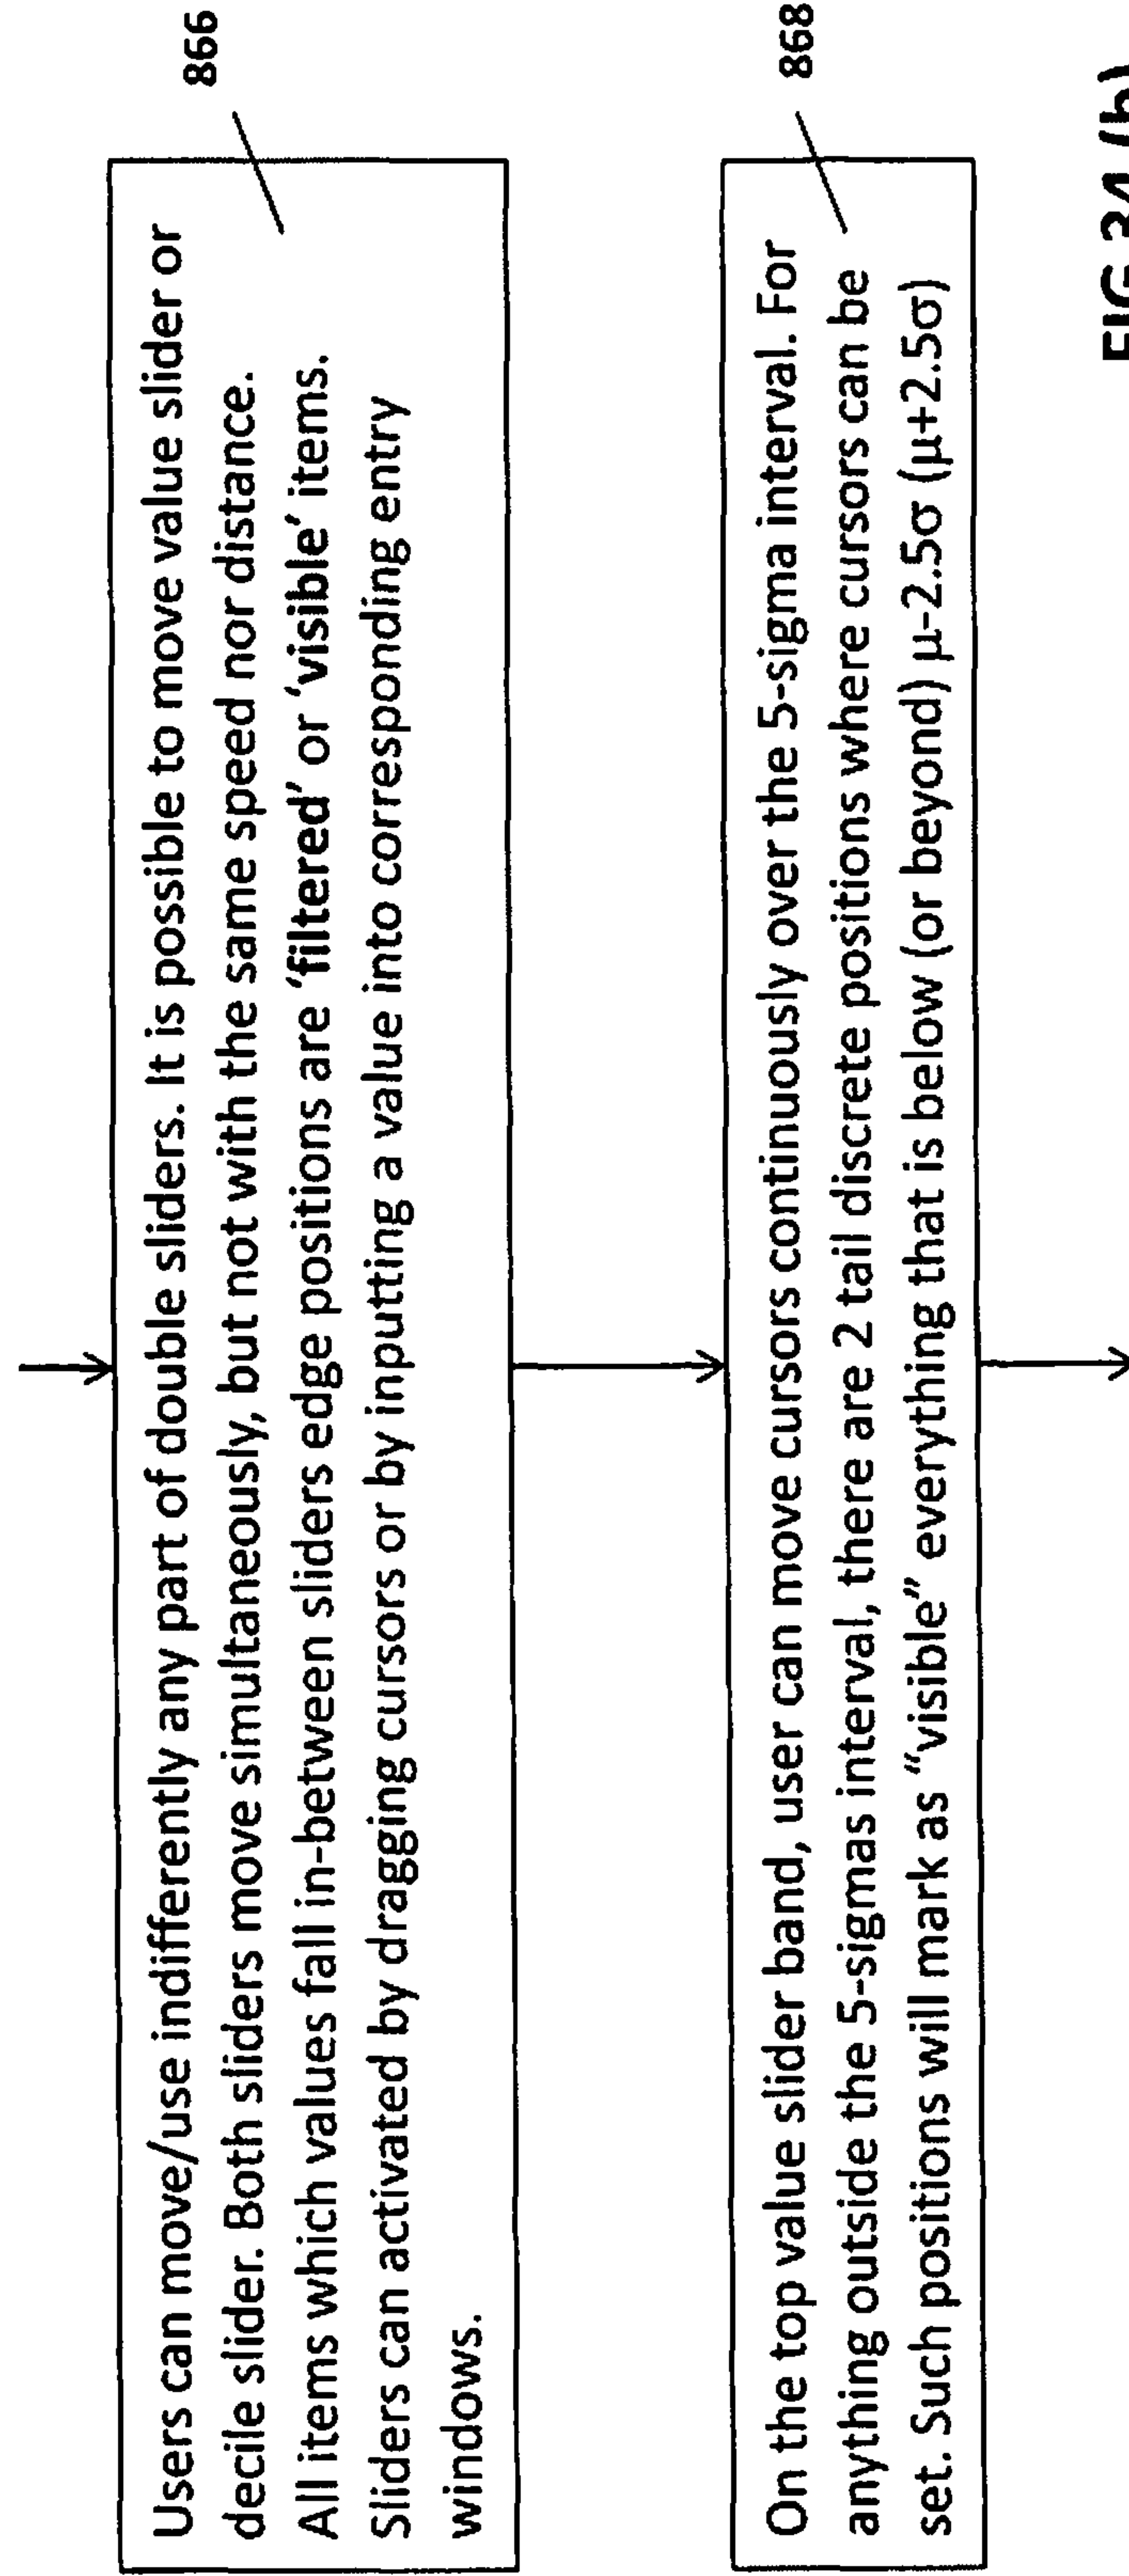 866
Users can move/use indifferently any part of double sliders. It is possible to move value slider or
decile slider. Both sliders move simultaneously, but not with the same speed nor distance.
All items which values fall in-between sliders edge positions are ‘filtered’ or ‘visible’ items.
Sliders can activated by dragging cursors or by inputting a value into corresponding entry
windows.
868
On the top value slider band, user can move cursors continuously over the 5-sigma interval. For
anything outside the 5-sigmas interval, there are 2 tail discrete positions where cursors can be
set. Such positions will mark as “visible” everything that is below (or beyond) μ-2.5σ (μ+2.5σ)
FIG 34 (b)